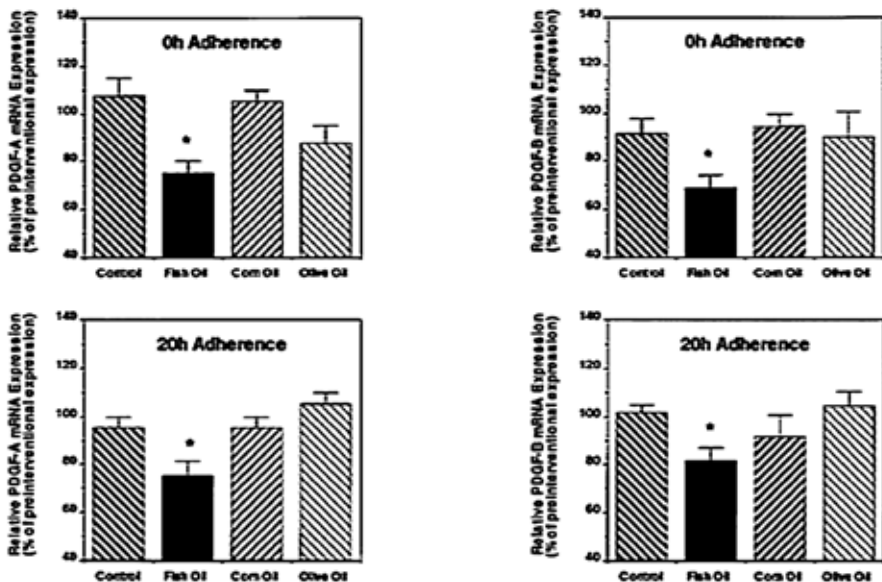 Relative PDGF-A mRNA Expression
(% of preinterventional expression)
140
120
100
80
60
40
0h Adherence
*
Control Fish Oil Corn Oil Olive Oil
Relative PDGF-B mRNA Expression
(% of preinterventional expression)
140
120
100
80
60
40
0h Adherence
*
Control Fish Oil Corn Oil Olive Oil
Relative PDGF-A mRNA Expression
(% of preinterventional expression)
140
120
100
80
60
40
20h Adherence
*
Control Fish Oil Corn Oil Olive Oil
Relative PDGF-B mRNA Expression
(% of preinterventional expression)
140
120
100
80
60
40
20h Adherence
*
Control Fish Oil Corn Oil Olive Oil